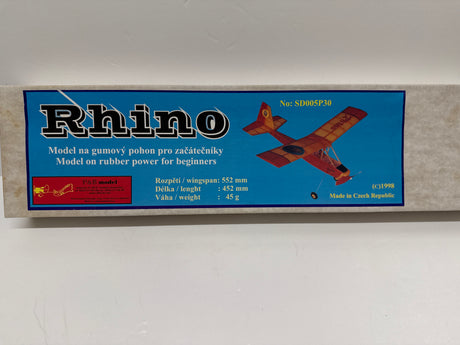 Rhino
No: SD005P30
Model na gumový pohon pro začátečníky
Model on rubber power for beginners
Rozpětí / wingspan: 552 mm
Délka / lenght : 452 mm
Váha / weight : 45 g
model
(C)1998
Made in Czech Republic